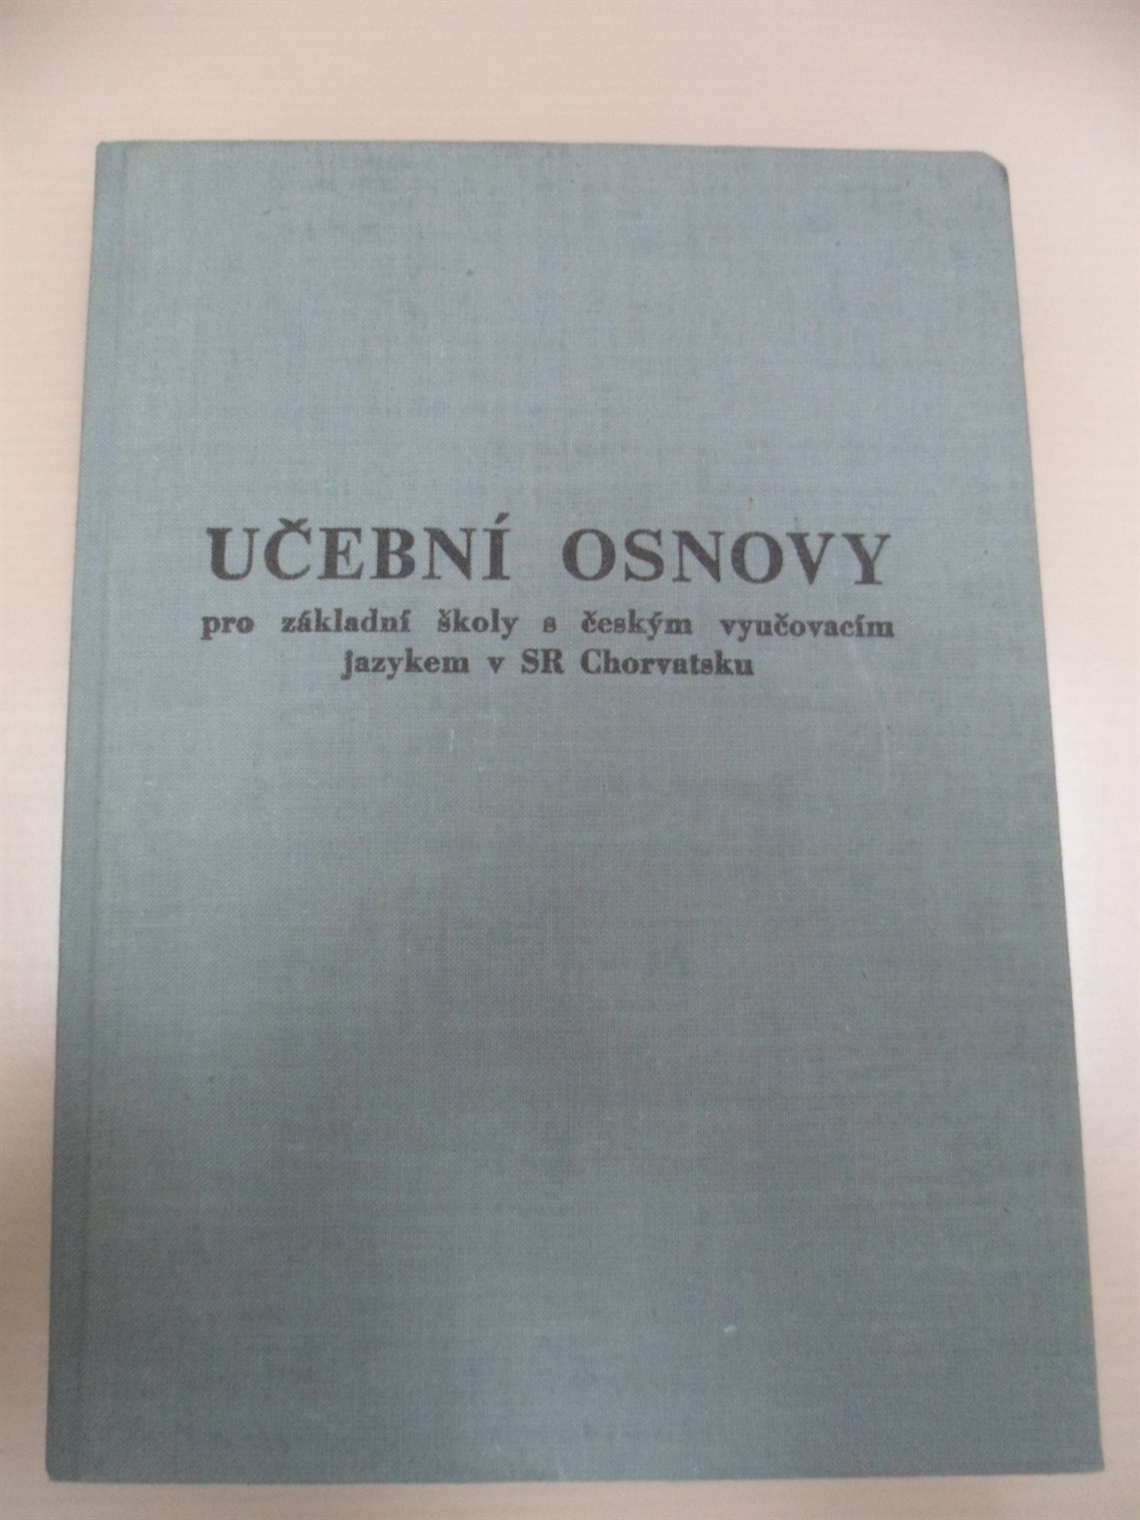 UČEBNÍ OSNOVY
pro základní školy s českým vyučovacím
jazykem v SR Chorvatsku